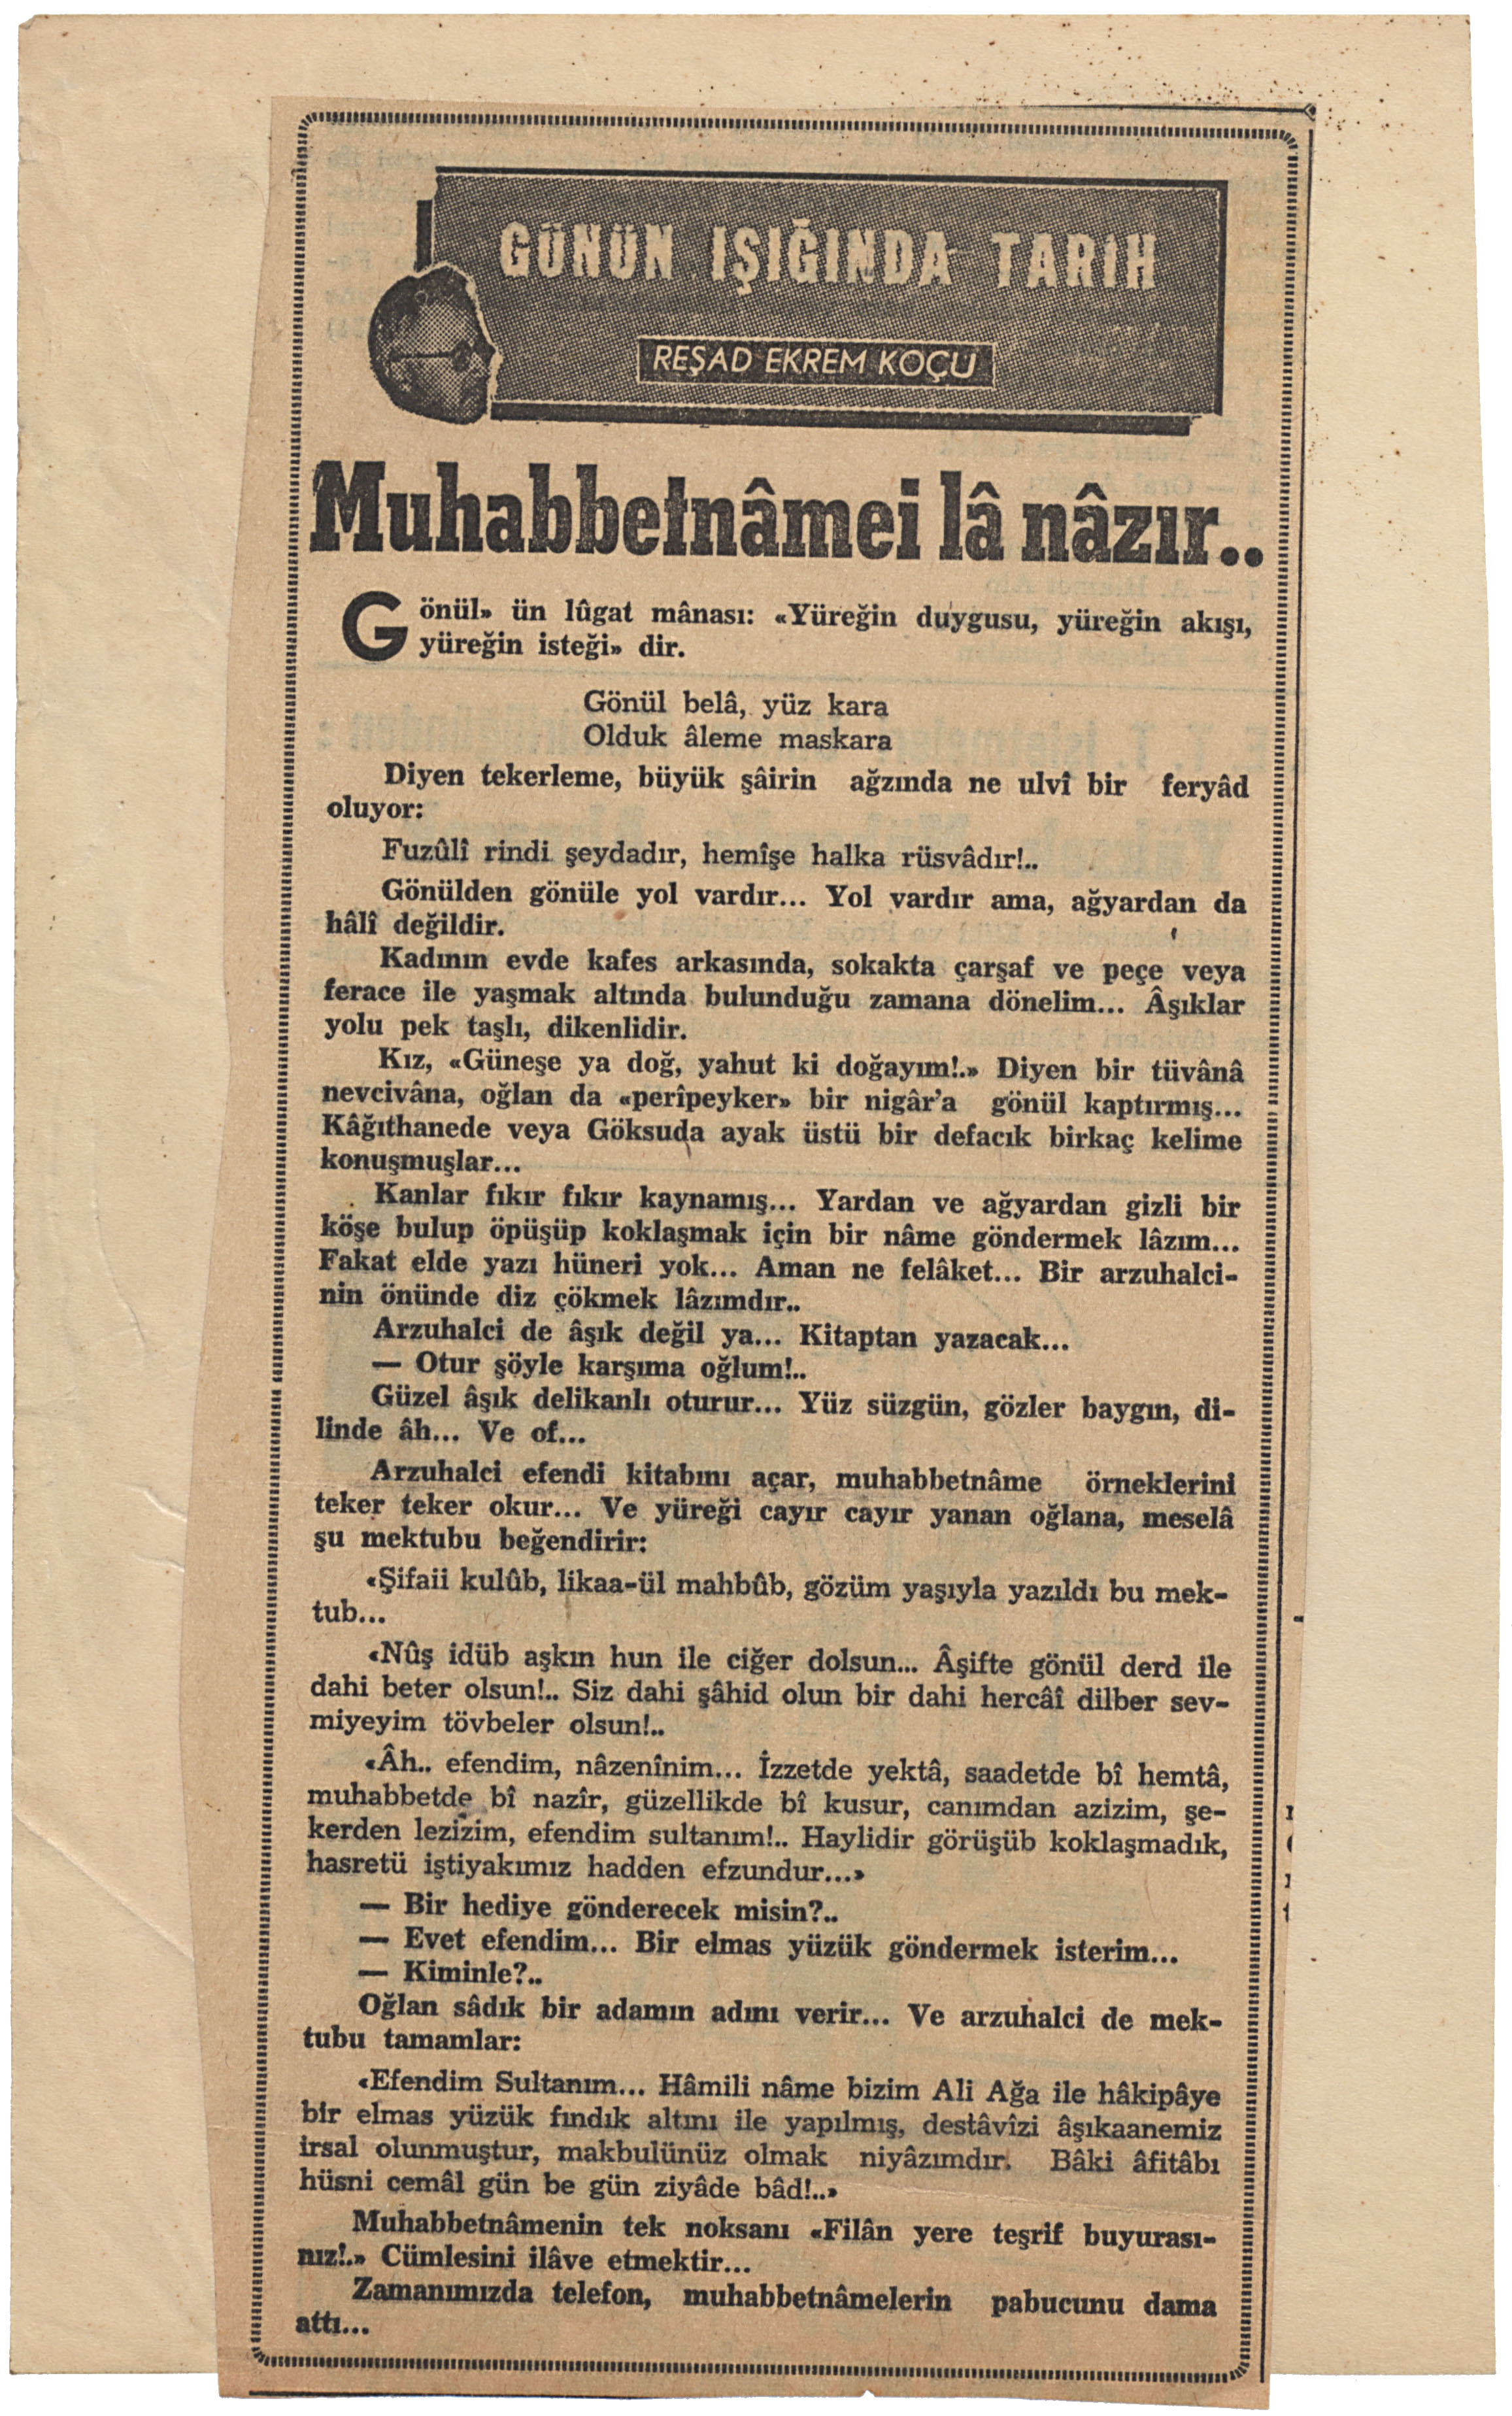 GÜNÜN IŞIĞINDA TARIH
REŞAD EKREM KOÇU
Muhabbetnâmei lâ nâzır..
Gönül» ün lûgat mânası: «Yüreğin duygusu, yüreğin akışı,
yüreğin isteği» dir.
Gönül belâ, yüz kara
Olduk âleme maskara
Diyen tekerleme, büyük şâirin ağzında ne ulvî bir feryâd
oluyor:
Fuzûlî rindi şeydadır, hemîşe halka rüsvâdır!..
Gönülden gönüle yol vardır... Yol vardır ama, ağyardan da
hâlî değildir.
Kadının evde kafes arkasında, sokakta çarşaf ve peçe veya
ferace ile yaşmak altında bulunduğu zamana dönelim... Âşıklar
yolu pek taşlı, dikenlidir.
Kız, «Güneşe ya doğ, yahut ki doğayım!.» Diyen bir tüvânâ
nevcivâna, oğlan da «perîpeyker» bir nigâr'a gönül kaptırmış...
Kâğıthanede veya Göksuda ayak üstü bir defacık birkaç kelime
konuşmuşlar...
Kanlar fıkır fıkır kaynamış... Yardan ve ağyardan gizli bir
köşe bulup öpüşüp koklaşmak için bir nâme göndermek lâzım...
Fakat elde yazı hüneri yok... Aman ne felâket... Bir arzuhalci-
nin önünde diz çökmek lâzımdır..
Arzuhalci de âşık değil ya... Kitaptan yazacak...
— Otur şöyle karşıma oğlum!..
Güzel âşık delikanlı oturur... Yüz süzgün, gözler baygın, di-
linde âh... Ve of...
Arzuhalci efendi kitabını açar, muhabbetnâme örneklerini
teker teker okur... Ve yüreği cayır cayır yanan oğlana, meselâ
şu mektubu beğendirir:
«Şifaii kulûb, likaa-ül mahbûb, gözüm yaşıyla yazıldı bu mek-
tub...
«Nûş idüb aşkın hun ile ciğer dolsun... Âşifte gönül derd ile
dahi beter olsun!.. Siz dahi şâhid olun bir dahi hercâî dilber sev-
miyeyim tövbeler olsun!..
«Âh.. efendim, nâzenînim... İzzetde yektâ, saadetde bî hemtâ,
muhabbetde bî nazîr, güzellikde bî kusur, canımdan azizim, şe-
kerden lezizim, efendim sultanım!.. Haylidir görüşüb koklaşmadık,
hasretü iştiyakımız hadden efzundur...»
— Bir hediye gönderecek misin?..
— Evet efendim... Bir elmas yüzük göndermek isterim...
— Kiminle?..
Oğlan sâdık bir adamın adını verir... Ve arzuhalci de mek-
tubu tamamlar:
«Efendim Sultanım... Hâmili nâme bizim Ali Ağa ile hâkipâye
bir elmas yüzük fındık altını ile yapılmış, destâvîzi âşıkaanemiz
irsal olunmuştur, makbulünüz olmak niyâzımdır. Bâki âfitâbı
hüsni cemâl gün be gün ziyâde bâd!..»
Muhabbetnâmenin tek noksanı «Filân yere teşrif buyurası-
nız!.» Cümlesini ilâve etmektir...
Zamanımızda telefon, muhabbetnâmelerin pabucunu dama
attı...